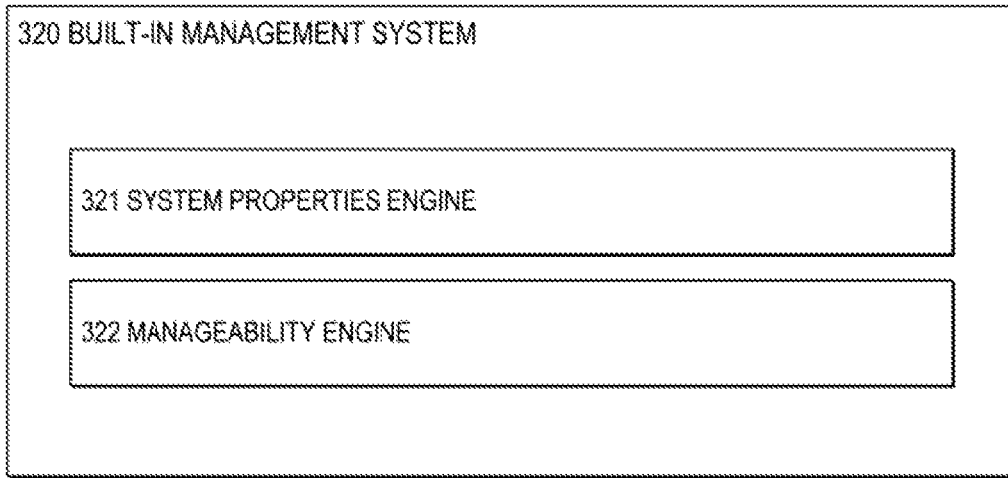 320 BUILT-IN MANAGEMENT SYSTEM
321 SYSTEM PROPERTIES ENGINE
322 MANAGEABILITY ENGINE